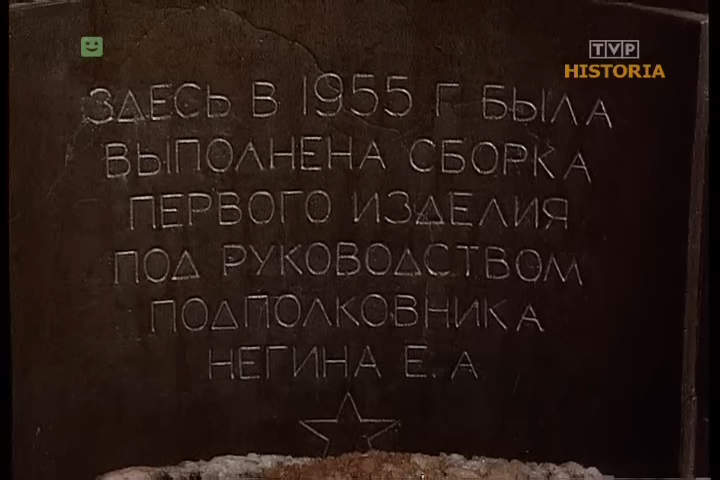 TVP
HISTORIA
ЗДЕСЬ В 1955 Г БЫЛА
ВЫПОЛНЕНА СБОРКА
ПЕРВОГО ИЗДЕЛИЯ
ПОД РУКОВОДСТВОМ
ПОДПОЛКОВНИКА
НЕГИНА Е. А